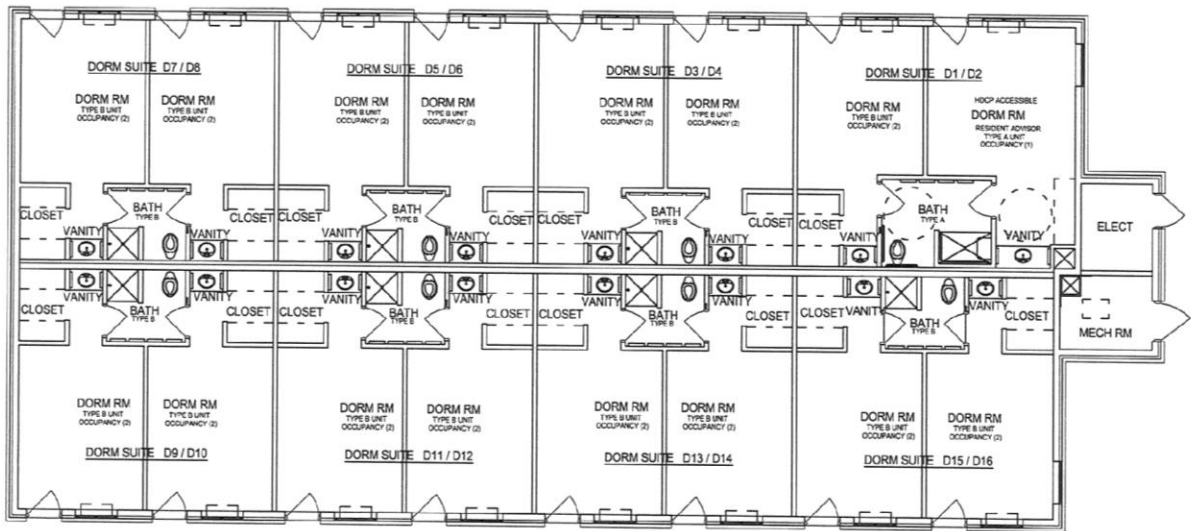 DORM SUITE D7 / D8
DORM RM
TYPE B UNIT
OCCUPANCY (2)
DORM RM
TYPE B UNIT
OCCUPANCY (2)
DORM SUITE D5 / D6
DORM RM
TYPE B UNIT
OCCUPANCY (2)
DORM RM
TYPE B UNIT
OCCUPANCY (2)
DORM SUITE D3 / D4
DORM RM
TYPE B UNIT
OCCUPANCY (2)
DORM RM
TYPE B UNIT
OCCUPANCY (2)
DORM SUITE D1 / D2
DORM RM
TYPE B UNIT
OCCUPANCY (2)
HDCP ACCESSIBLE
DORM RM
RESIDENT ADVISOR
TYPE A UNIT
OCCUPANCY (1)
CLOSET
VANITY
BATH
TYPE B
VANITY
CLOSET
CLOSET
VANITY
BATH
TYPE B
VANITY
CLOSET
CLOSET
VANITY
BATH
TYPE B
VANITY
CLOSET
CLOSET
VANITY
BATH
TYPE A
VANITY
ELECT
CLOSET
VANITY
BATH
TYPE B
VANITY
CLOSET
CLOSET
VANITY
BATH
TYPE B
VANITY
CLOSET
CLOSET
VANITY
BATH
TYPE B
VANITY
CLOSET
CLOSET
VANITY
BATH
TYPE B
VANITY
CLOSET
MECH RM
DORM RM
TYPE B UNIT
OCCUPANCY (2)
DORM RM
TYPE B UNIT
OCCUPANCY (2)
DORM SUITE D9 / D10
DORM RM
TYPE B UNIT
OCCUPANCY (2)
DORM RM
TYPE B UNIT
OCCUPANCY (2)
DORM SUITE D11 / D12
DORM RM
TYPE B UNIT
OCCUPANCY (2)
DORM RM
TYPE B UNIT
OCCUPANCY (2)
DORM SUITE D13 / D14
DORM RM
TYPE B UNIT
OCCUPANCY (2)
DORM RM
TYPE B UNIT
OCCUPANCY (2)
DORM SUITE D15 / D16